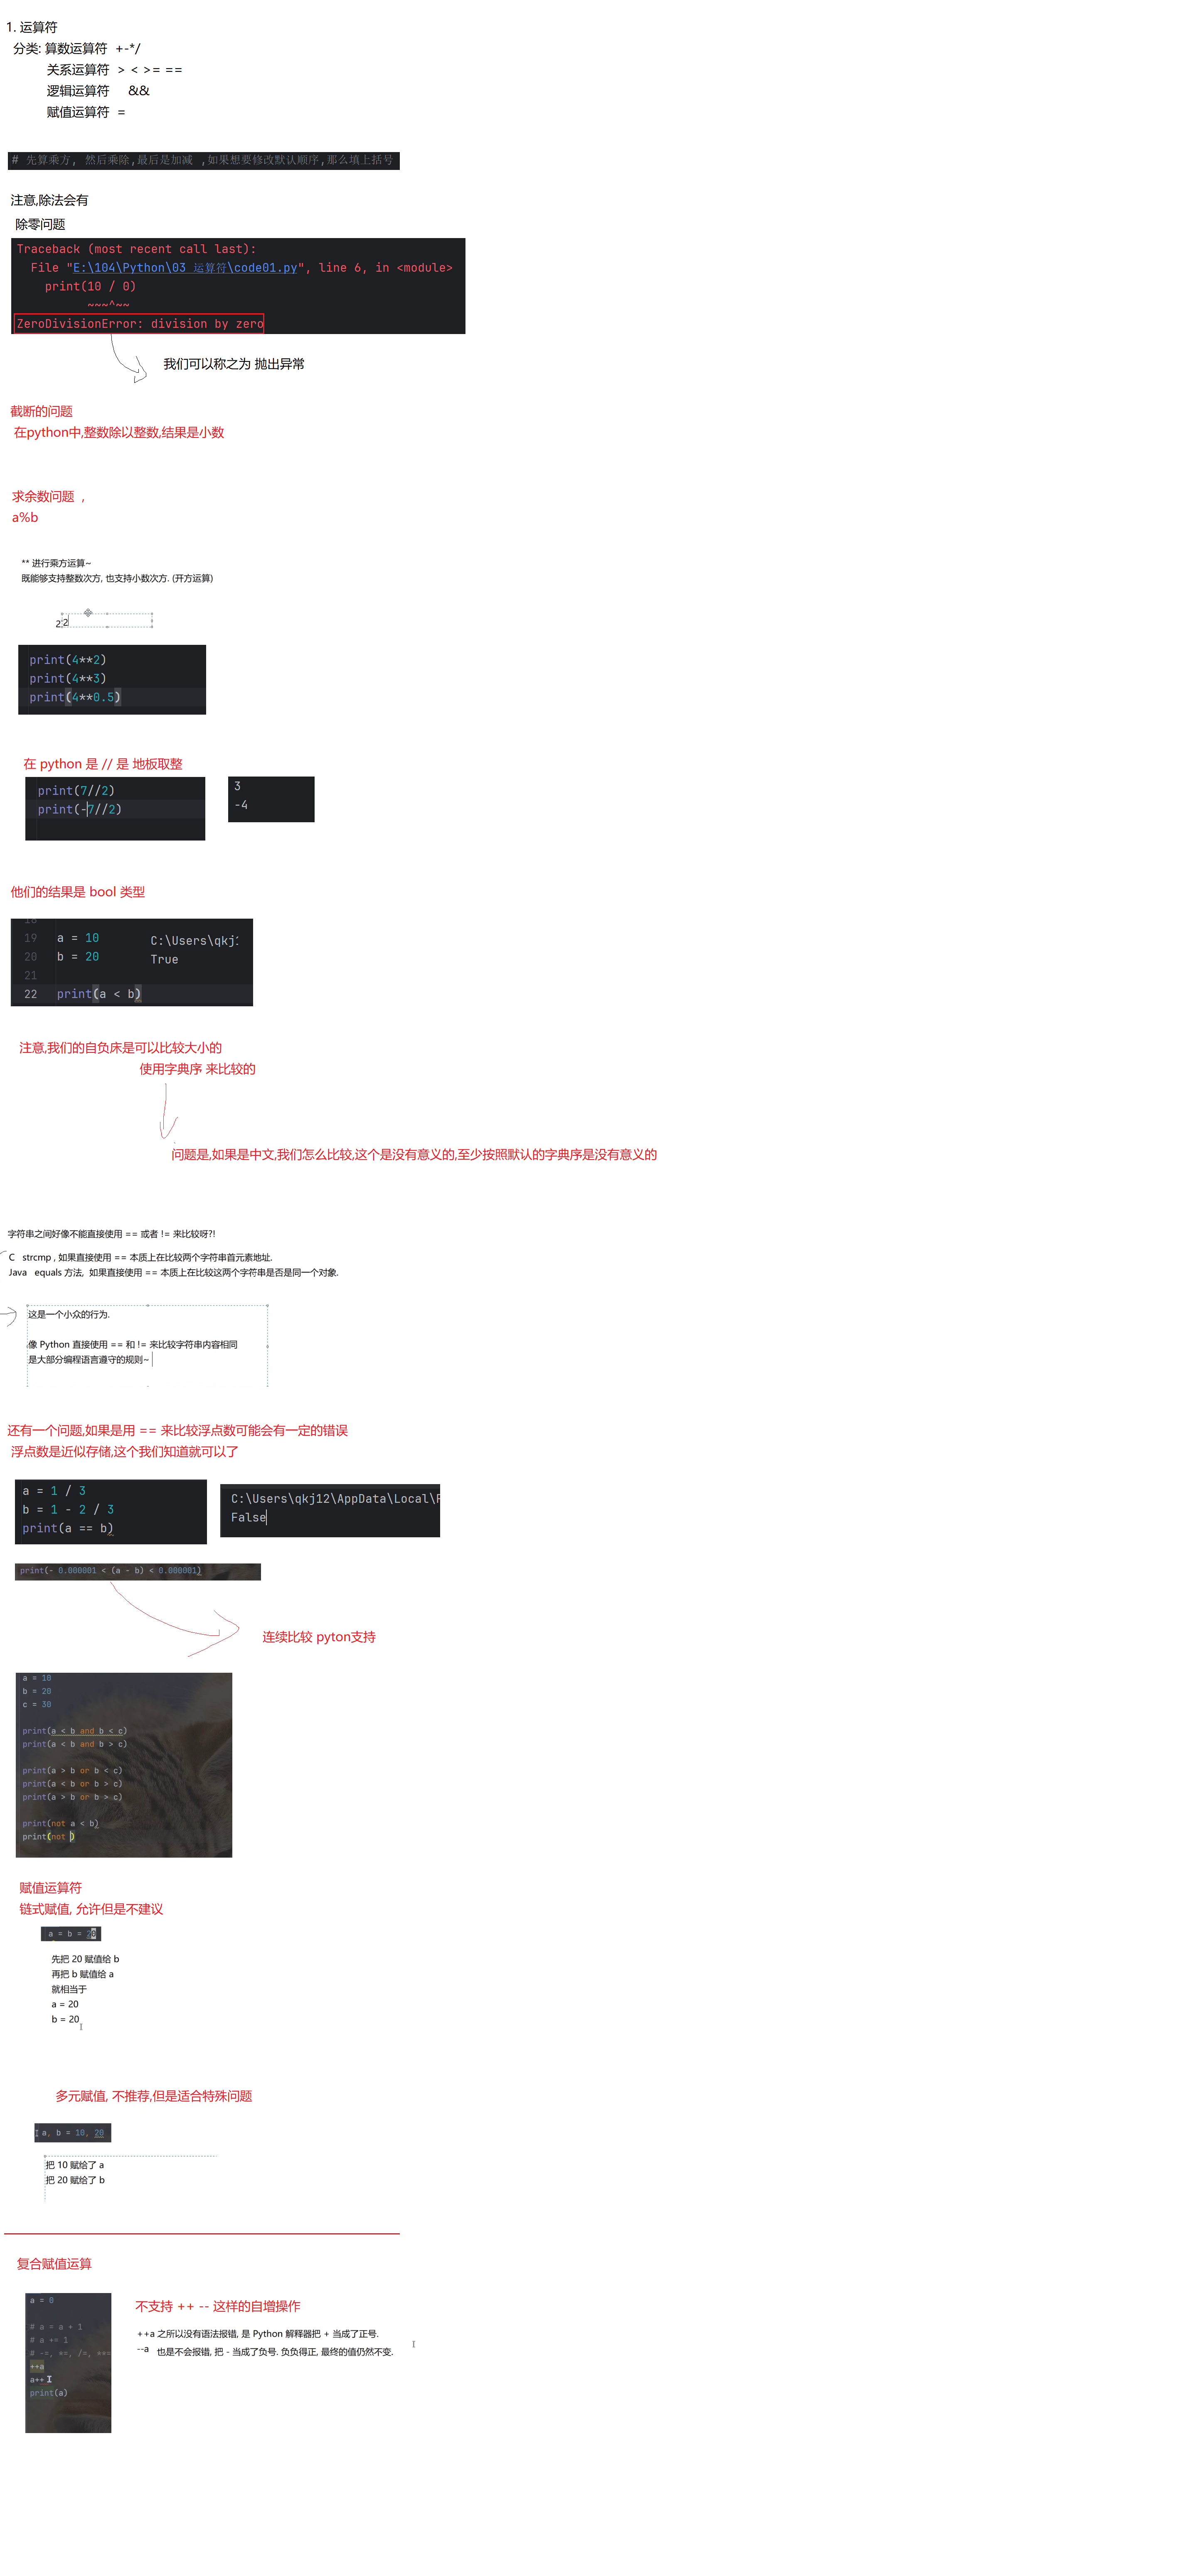 1. 运算符
分类: 算数运算符 +-*/
关系运算符 > < >= ==
逻辑运算符 &&
赋值运算符 =
# 先算乘方, 然后乘除,最后是加减 ,如果想要修改默认顺序,那么填上括号
注意,除法会有
除零问题
Traceback (most recent call last):
File "E:\104\Python\03 运算符\code01.py", line 6, in <module>
print(10 / 0)
~~~^~~
ZeroDivisionError: division by zero
我们可以称之为 抛出异常
截断的问题
在python中,整数除以整数,结果是小数
求余数问题 ,
a%b
** 进行乘方运算~
既能够支持整数次方, 也支持小数次方. (开方运算)
2 2
print(4**2)
print(4**3)
print(4**0.5)
在 python 是 // 是 地板取整
print(7//2)
print(-7//2)
3
-4
他们的结果是 bool 类型
18
19 a = 10
20 b = 20
21
22 print(a < b)
C:\Users\qkj1
True
注意,我们的自负床是可以比较大小的
使用字典序 来比较的
问题是,如果是中文,我们怎么比较,这个是没有意义的,至少按照默认的字典序是没有意义的
字符串之间好像不能直接使用 == 或者 != 来比较呀?!
C strcmp , 如果直接使用 == 本质上在比较两个字符串首元素地址.
Java equals 方法, 如果直接使用 == 本质上在比较这两个字符串是否是同一个对象.
这是一个小众的行为.
像 Python 直接使用 == 和 != 来比较字符串内容相同
是大部分编程语言遵守的规则~
还有一个问题,如果是用 == 来比较浮点数可能会有一定的错误
浮点数是近似存储,这个我们知道就可以了
a = 1 / 3
b = 1 - 2 / 3
print(a == b)
C:\Users\qkj12\AppData\Local\P
False
print(- 0.000001 < (a - b) < 0.000001)
连续比较 pyton支持
a = 10
b = 20
c = 30
print(a < b and b < c)
print(a < b and b > c)
print(a > b or b < c)
print(a < b or b > c)
print(a > b or b > c)
print(not a < b)
print(not )
赋值运算符
链式赋值, 允许但是不建议
a = b = 20
先把 20 赋值给 b
再把 b 赋值给 a
就相当于
a = 20
b = 20
多元赋值, 不推荐,但是适合特殊问题
a, b = 10, 20
把 10 赋给了 a
把 20 赋给了 b
复合赋值运算
a = 0
# a = a + 1
# a += 1
# -=, *=, /=, **=
++a
a++
print(a)
不支持 ++ -- 这样的自增操作
++a 之所以没有语法报错, 是 Python 解释器把 + 当成了正号.
--a 也是不会报错, 把 - 当成了负号. 负负得正, 最终的值仍然不变.